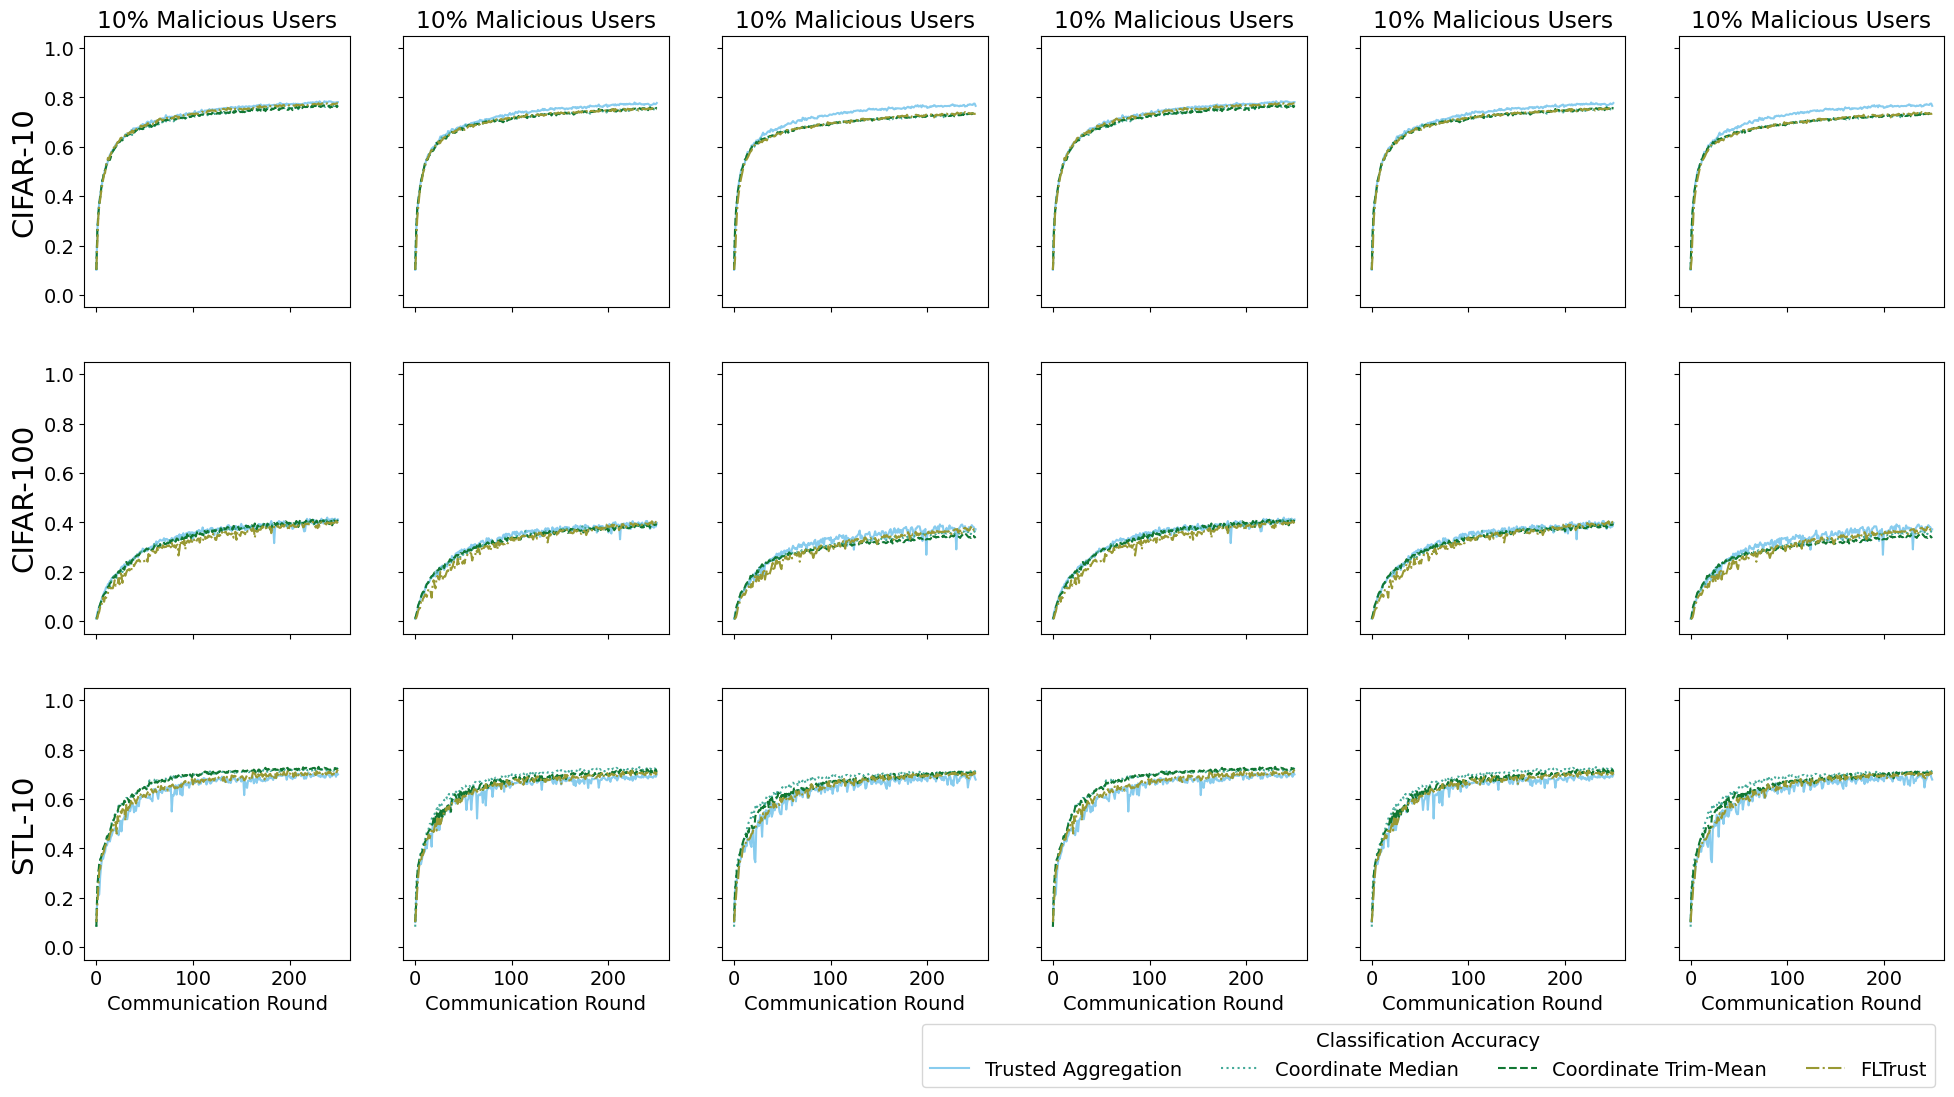 10% Malicious Users 10% Malicious Users 10% Malicious Users 10% Malicious Users 10% Malicious Users 10% Malicious Users
CIFAR-10
1.0
0.8
0.6
0.4
0.2
0.0
CIFAR-100
1.0
0.8
0.6
0.4
0.2
0.0
STL-10
1.0
0.8
0.6
0.4
0.2
0.0
0 100 200 0 100 200 0 100 200 0 100 200 0 100 200 0 100 200
Communication Round Communication Round Communication Round Communication Round Communication Round Communication Round
Classification Accuracy
Trusted Aggregation Coordinate Median Coordinate Trim-Mean FLTrust